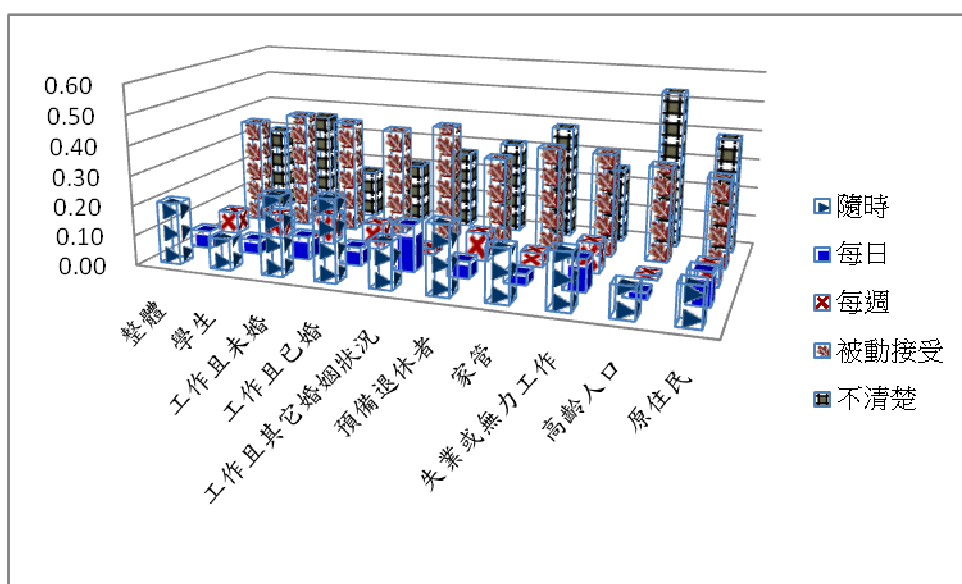 0.60
0.50
0.40
0.30
0.20
0.10
0.00
整體
學生
工作且未婚
工作且已婚
工作且其它婚姻狀況
預備退休者
家管
失業或無力工作
高齡人口
原住民
隨時
每日
每週
被動接受
不清楚